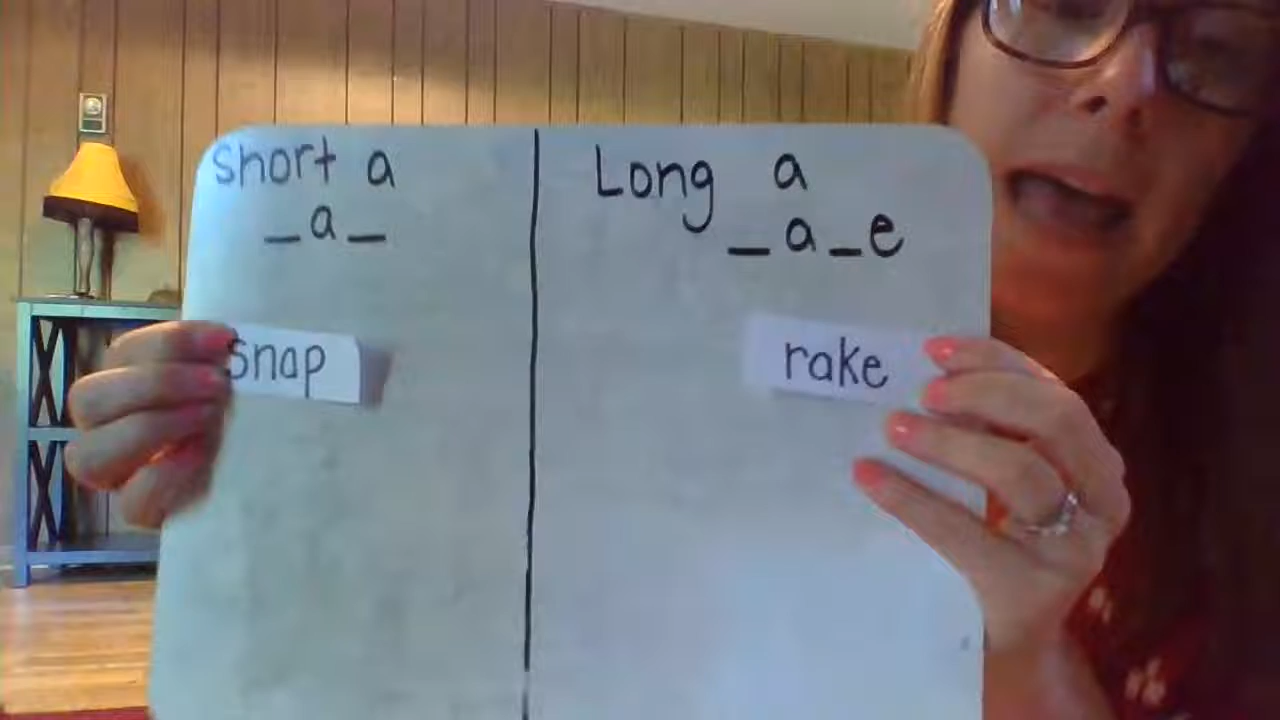 short a
_a_
snap
Long a
_a_e
rake